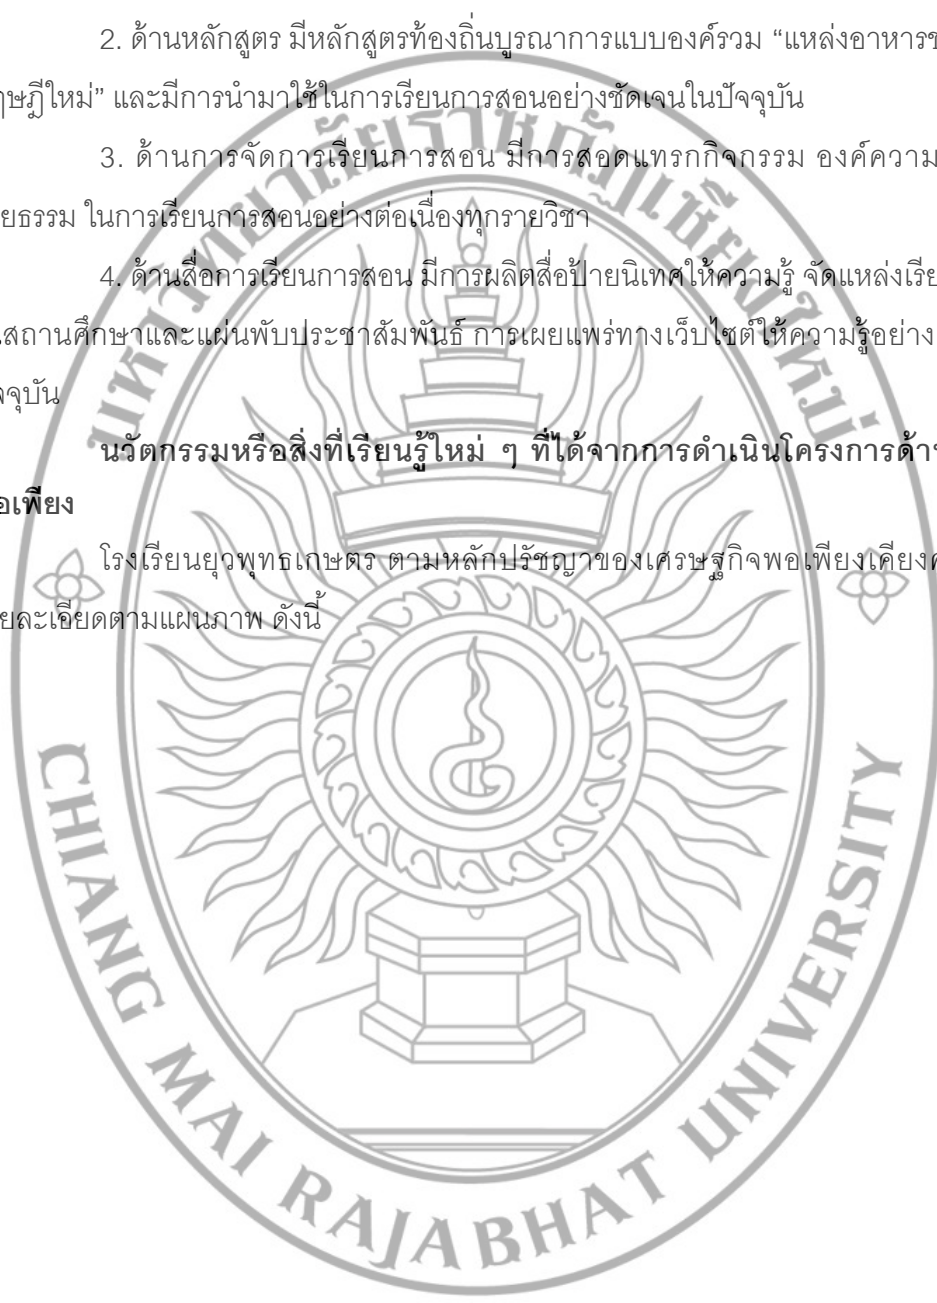 2. ด้านหลักสูตร มีหลักสูตรท้องถิ่นบูรณาการแบบองค์รวม “แหล่งอาหาร
ฎีใหม่” และมีการนำมาใช้ในการเรียนการสอนอย่างชัดเจนในปัจจุบัน
3. ด้านการจัดการเรียนการสอน มีการสอดแทรกกิจกรรม องค์ความ
ยธรรม ในการเรียนการสอนอย่างต่อเนื่องทุกรายวิชา
4. ด้านสื่อการเรียนการสอน มีการผลิตสื่อป้ายนิเทศให้ความรู้ จัดแหล่งเรีย
สถานศึกษาและแผ่นพับประชาสัมพันธ์ การเผยแพร่ทางเว็บไซต์ให้ความรู้อย่าง
จุบัน
นวัตกรรมหรือสิ่งที่เรียนรู้ใหม่ ๆ ที่ได้จากการดำเนินโครงการด้าน
อเพียง
โรงเรียนยุวพุทธเกษตร ตามหลักปรัชญาของเศรษฐกิจพอเพียงเคียง
ยละเอียดตามแผนภาพ ดังนี้
มหาวิทยาลัยราชภัฏเชียงใหม่
CHIANG MAI RAJABHAT UNIVERSITY